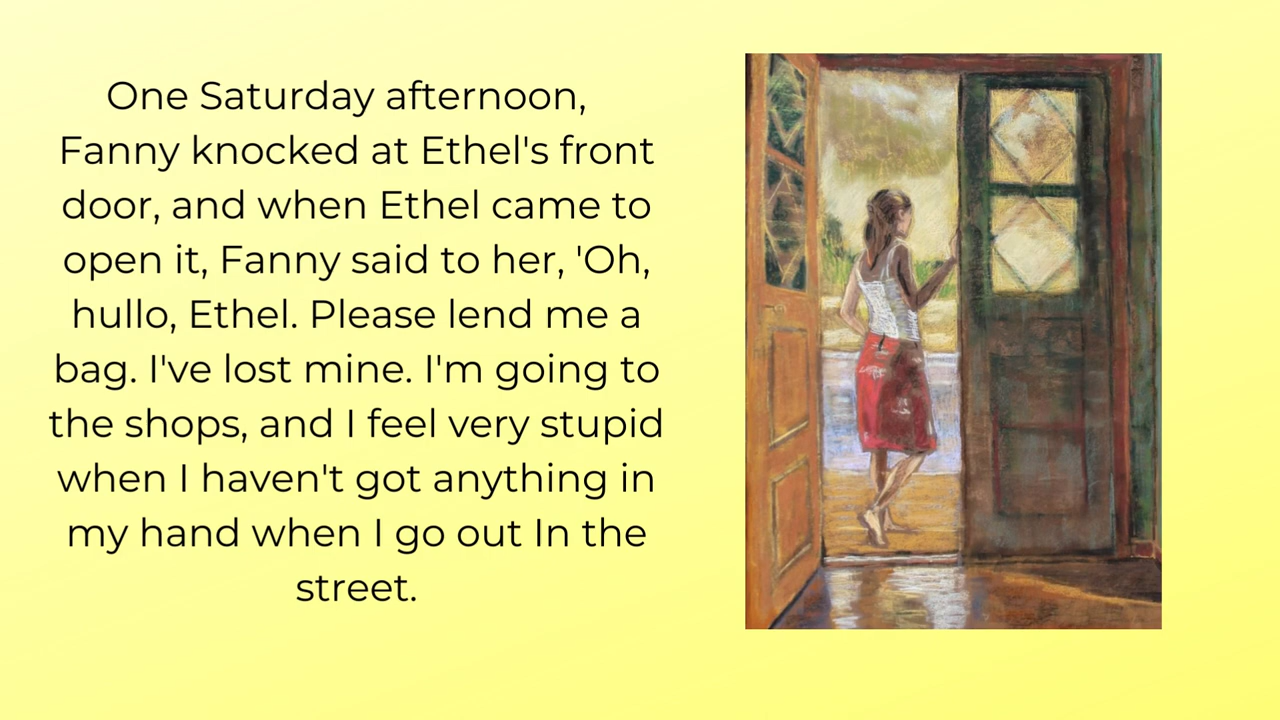 One Saturday afternoon,
Fanny knocked at Ethel's front
door, and when Ethel came to
open it, Fanny said to her, 'Oh,
hullo, Ethel. Please lend me a
bag. I've lost mine. I'm going to
the shops, and I feel very stupid
when I haven't got anything in
my hand when I go out In the
street.